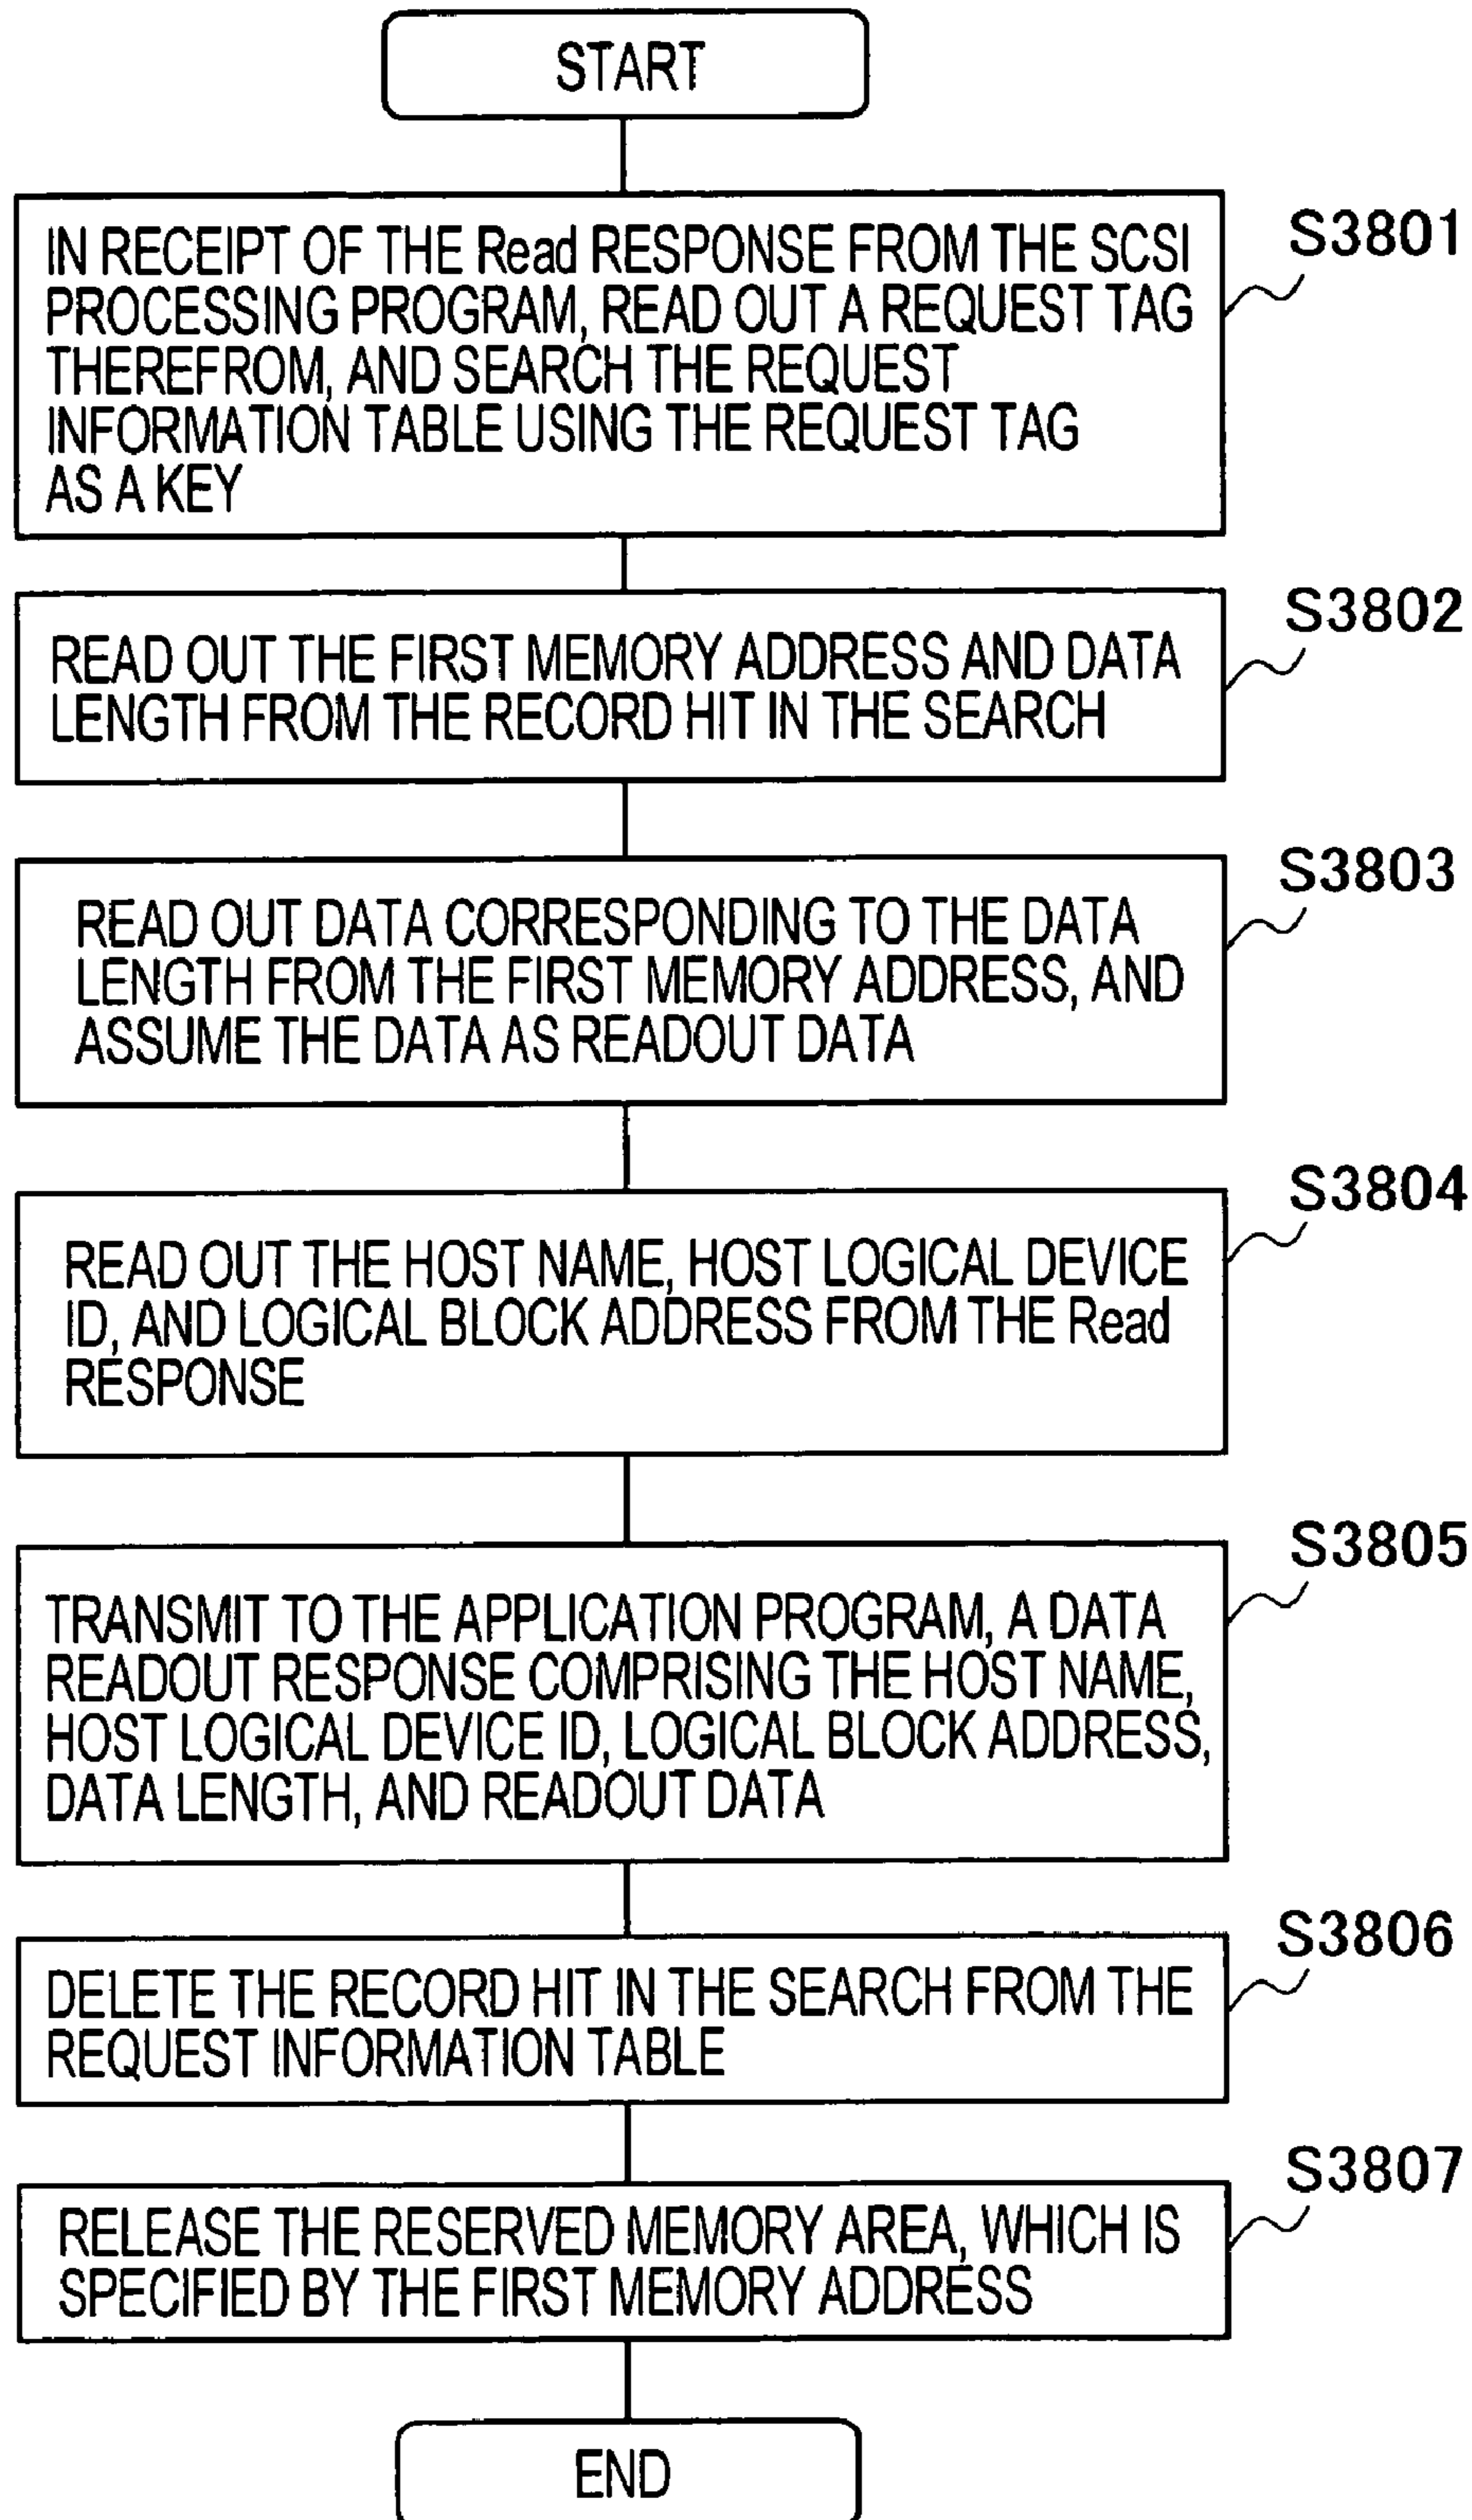 START
S3801
IN RECEIPT OF THE Read RESPONSE FROM THE SCSI
PROCESSING PROGRAM, READ OUT A REQUEST TAG
THEREFROM, AND SEARCH THE REQUEST
INFORMATION TABLE USING THE REQUEST TAG
AS A KEY
S3802
READ OUT THE FIRST MEMORY ADDRESS AND DATA
LENGTH FROM THE RECORD HIT IN THE SEARCH
S3803
READ OUT DATA CORRESPONDING TO THE DATA
LENGTH FROM THE FIRST MEMORY ADDRESS, AND
ASSUME THE DATA AS READOUT DATA
S3804
READ OUT THE HOST NAME, HOST LOGICAL DEVICE
ID, AND LOGICAL BLOCK ADDRESS FROM THE Read
RESPONSE
S3805
TRANSMIT TO THE APPLICATION PROGRAM, A DATA
READOUT RESPONSE COMPRISING THE HOST NAME,
HOST LOGICAL DEVICE ID, LOGICAL BLOCK ADDRESS,
DATA LENGTH, AND READOUT DATA
S3806
DELETE THE RECORD HIT IN THE SEARCH FROM THE
REQUEST INFORMATION TABLE
S3807
RELEASE THE RESERVED MEMORY AREA, WHICH IS
SPECIFIED BY THE FIRST MEMORY ADDRESS
END